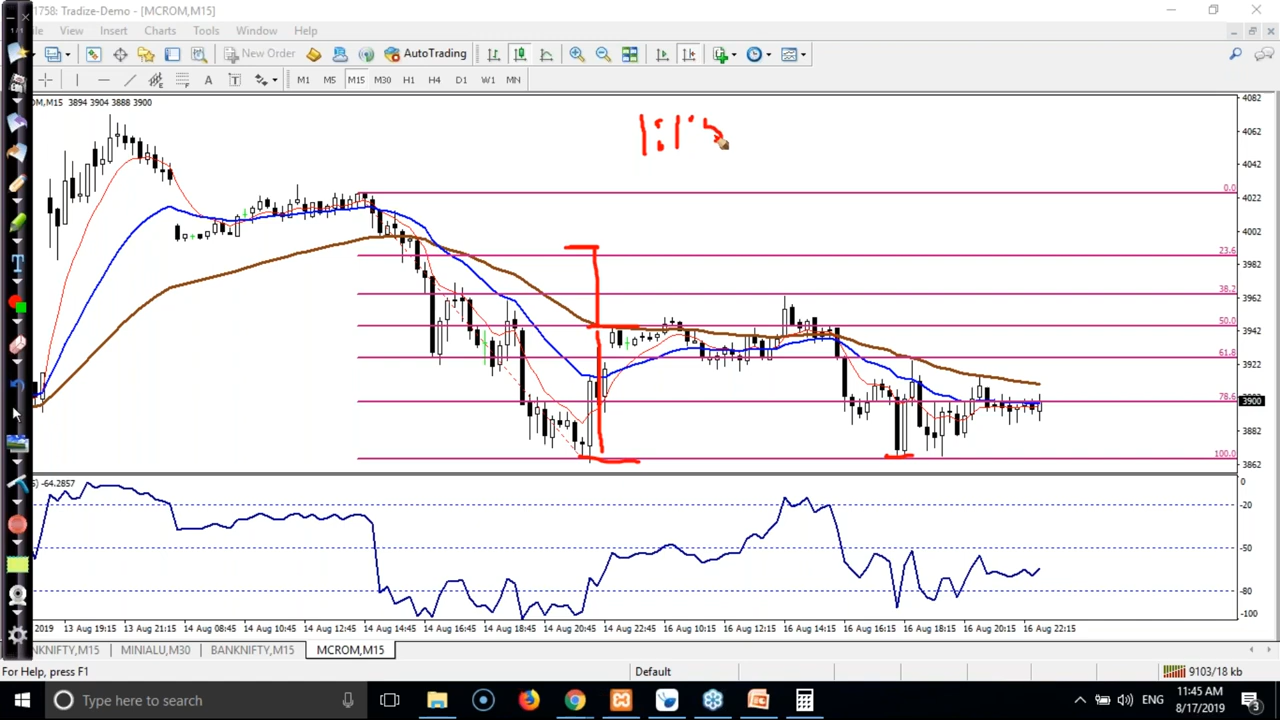 1758: Tradize-Demo - [MCROM,M15]
View Insert Charts Tools Window Help
New Order AutoTrading
M1 M5 M15 M30 H1 H4 D1 W1 MN
OM,M15 3894 3904 3888 3900
4082
4062
4042
4022
4002
3982
3962
3942
3922
3900
3882
3862
0.0
23.6
38.2
50.0
61.8
78.6
100.0
-64.2857
0
-20
-50
-80
-100
2019 13 Aug 19:15 13 Aug 21:15 14 Aug 08:45 14 Aug 10:45 14 Aug 12:45 14 Aug 14:45 14 Aug 16:45 14 Aug 18:45 14 Aug 20:45 14 Aug 22:45 16 Aug 10:15 16 Aug 12:15 16 Aug 14:15 16 Aug 16:15 16 Aug 18:15 16 Aug 20:15 16 Aug 22:15
NKNIFTY,M15 MINIALU,M30 BANKNIFTY,M15 MCROM,M15
For Help, press F1 Default 9103/18 kb
Type here to search ENG 11:45 AM
8/17/2019 3